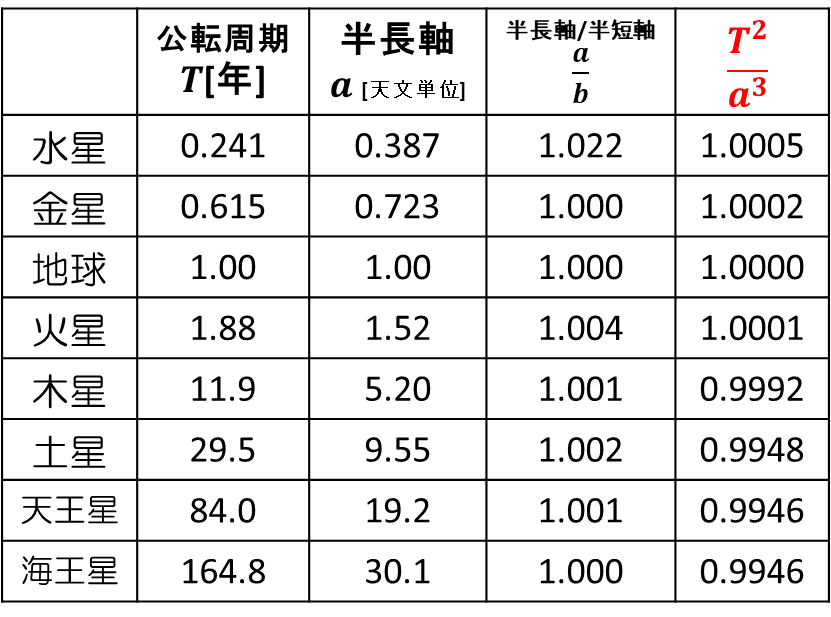 公転周期 半長軸 半長軸/半短軸 T²
T[年] a [天文単位] a/b a³
水星 0.241 0.387 1.022 1.0005
金星 0.615 0.723 1.000 1.0002
地球 1.00 1.00 1.000 1.0000
火星 1.88 1.52 1.004 1.0001
木星 11.9 5.20 1.001 0.9992
土星 29.5 9.55 1.002 0.9948
天王星 84.0 19.2 1.001 0.9946
海王星 164.8 30.1 1.000 0.9946